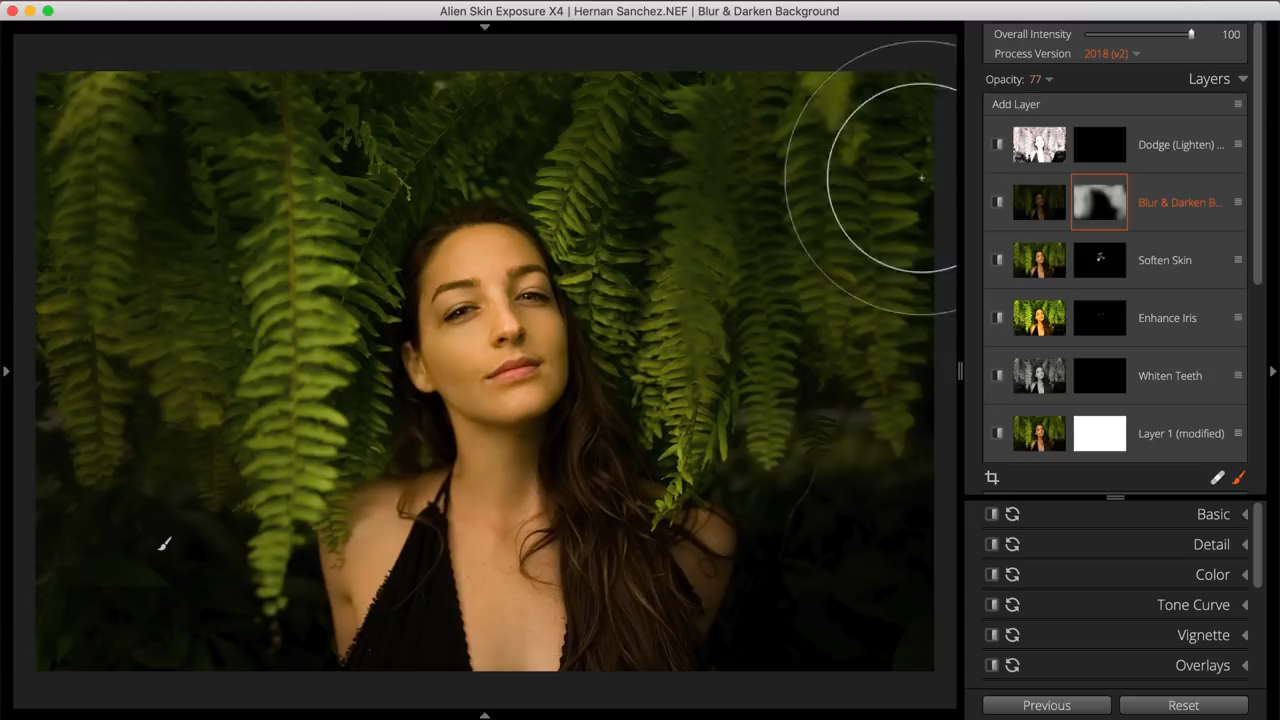 Alien Skin Exposure X4 | Hernan Sanchez.NEF | Blur & Darken Background
Overall Intensity 100
Process Version 2018 (v2)
Opacity: 77 Layers
Add Layer
Dodge (Lighten) ...
Blur & Darken B...
Soften Skin
Enhance Iris
Whiten Teeth
Layer 1 (modified)
Basic
Detail
Color
Tone Curve
Vignette
Overlays
Previous Reset